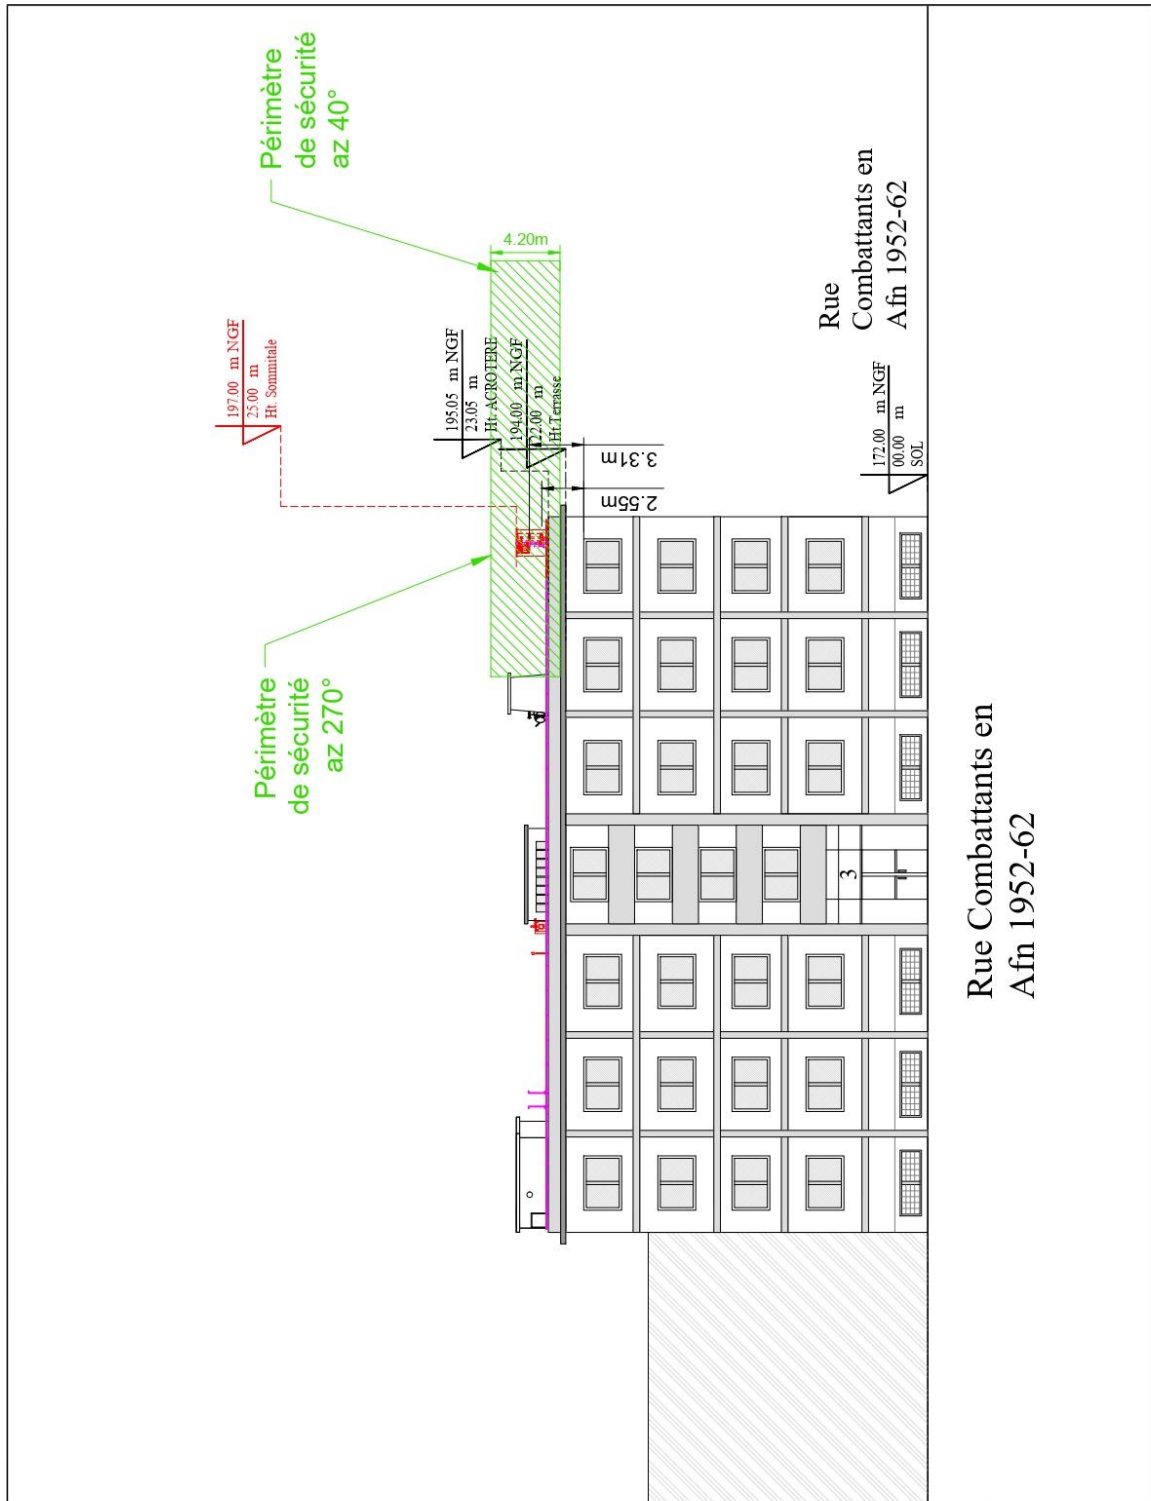 Périmètre
de sécurité
az 270°
Périmètre
de sécurité
az 40°
197.00 m NGF
25.00 m
Ht. Sommitale
195.05 m NGF
23.05 m
Ht. ACROTERE
194.00 m NGF
22.00 m
Ht.Terrasse
4.20m
3.31m
2.55m
172.00 m NGF
00.00 m
SOL
Rue
Combattants en
Afn 1952-62
3
Rue Combattants en
Afn 1952-62